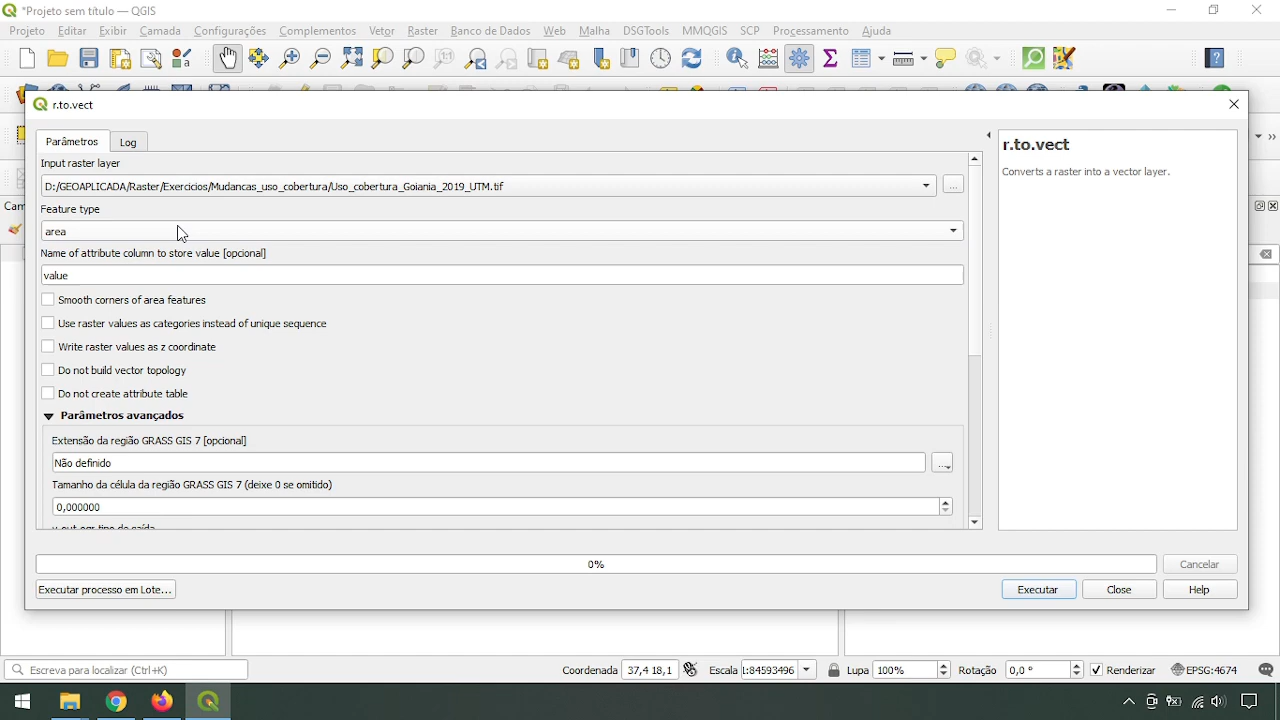 *Projeto sem título — QGIS
Projeto Editar Exibir Camada Configurações Complementos Vetor Raster Banco de Dados Web Malha DSGTools MMQGIS SCP Processamento Ajuda
r.to.vect
Parâmetros Log
Input raster layer
D:/GEOAPLICADA/Raster/Exercicios/Mudancas_uso_cobertura/Uso_cobertura_Goiania_2019_UTM.tif
...
Feature type
area
Name of attribute column to store value [opcional]
value
Smooth corners of area features
Use raster values as categories instead of unique sequence
Write raster values as z coordinate
Do not build vector topology
Do not create attribute table
Parâmetros avançados
Extensão da região GRASS GIS 7 [opcional]
Não definido
...
Tamanho da célula da região GRASS GIS 7 (deixe 0 se omitido)
0,000000
r.to.vect
Converts a raster into a vector layer.
0%
Cancelar
Executar processo em Lote...
Executar Close Help
Cam
Escreva para localizar (Ctrl+K)
Coordenada 37,4 18,1 Escala L:84593496 Lupa 100% Rotação 0,0 ° Renderizar EPSG:4674